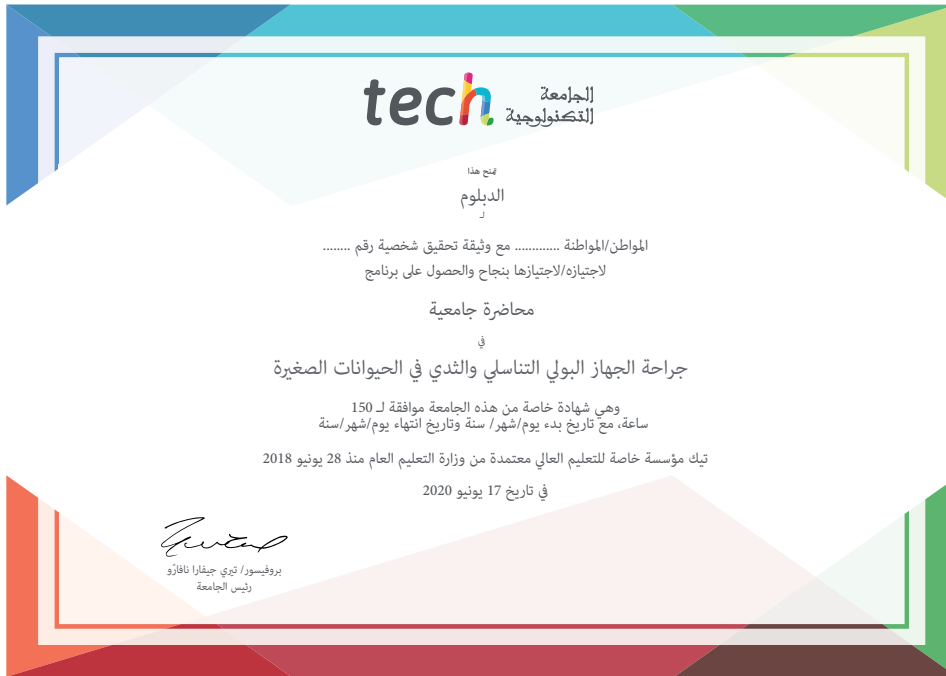 tech الجامعة
التكنولوجية
يمنح هذا
الدبلوم
لـ
المواطن/المواطنة ............ مع وثيقة تحقيق شخصية رقم ........
لاجتيازه/لاجتيازها بنجاح والحصول على برنامج
محاضرة جامعية
في
جراحة الجهاز البولي التناسلي والثدي في الحيوانات الصغيرة
وهي شهادة خاصة من هذه الجامعة موافقة لـ 150
ساعة، مع تاريخ بدء يوم/شهر/ سنة وتاريخ انتهاء يوم/شهر/سنة
تيك مؤسسة خاصة للتعليم العالي معتمدة من وزارة التعليم العام منذ 28 يونيو 2018
في تاريخ 17 يونيو 2020
بروفيسور/ تيري جيفارا نافارّو
رئيس الجامعة